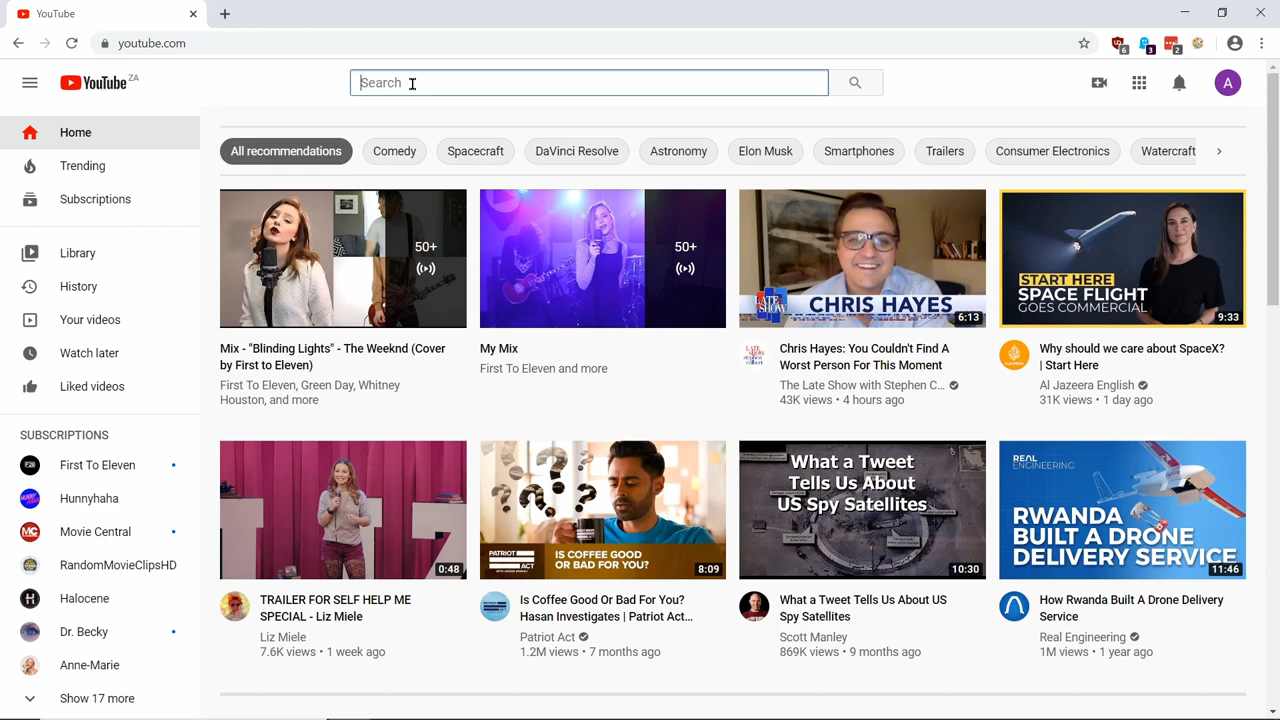 YouTube
youtube.com
6
3
2
YouTube ZA
Search
A
Home
Trending
Subscriptions
Library
History
Your videos
Watch later
Liked videos
SUBSCRIPTIONS
First To Eleven
Hunnyhaha
Movie Central
RandomMovieClipsHD
Halocene
Dr. Becky
Anne-Marie
Show 17 more
All recommendations
Comedy
Spacecraft
DaVinci Resolve
Astronomy
Elon Musk
Smartphones
Trailers
Consumer Electronics
Watercraft
50+
Mix - "Blinding Lights" - The Weeknd (Cover
by First to Eleven)
First To Eleven, Green Day, Whitney
Houston, and more
50+
My Mix
First To Eleven and more
LATE
SHOW
CHRIS HAYES
6:13
Chris Hayes: You Couldn't Find A
Worst Person For This Moment
The Late Show with Stephen C...
43K views • 4 hours ago
START HERE
SPACE FLIGHT
GOES COMMERCIAL
9:33
Why should we care about SpaceX?
| Start Here
Al Jazeera English
31K views • 1 day ago
0:48
TRAILER FOR SELF HELP ME
SPECIAL - Liz Miele
Liz Miele
7.6K views • 1 week ago
PATRIOT
ACT
IS COFFEE GOOD
OR BAD FOR YOU?
8:09
Is Coffee Good Or Bad For You?
Hasan Investigates | Patriot Act...
Patriot Act
1.2M views • 7 months ago
What a Tweet
Tells Us About
US Spy Satellites
10:30
What a Tweet Tells Us About US
Spy Satellites
Scott Manley
869K views • 9 months ago
REAL
ENGINEERING
RWANDA
BUILT A DRONE
DELIVERY SERVICE
11:46
How Rwanda Built A Drone Delivery
Service
Real Engineering
1M views • 1 year ago